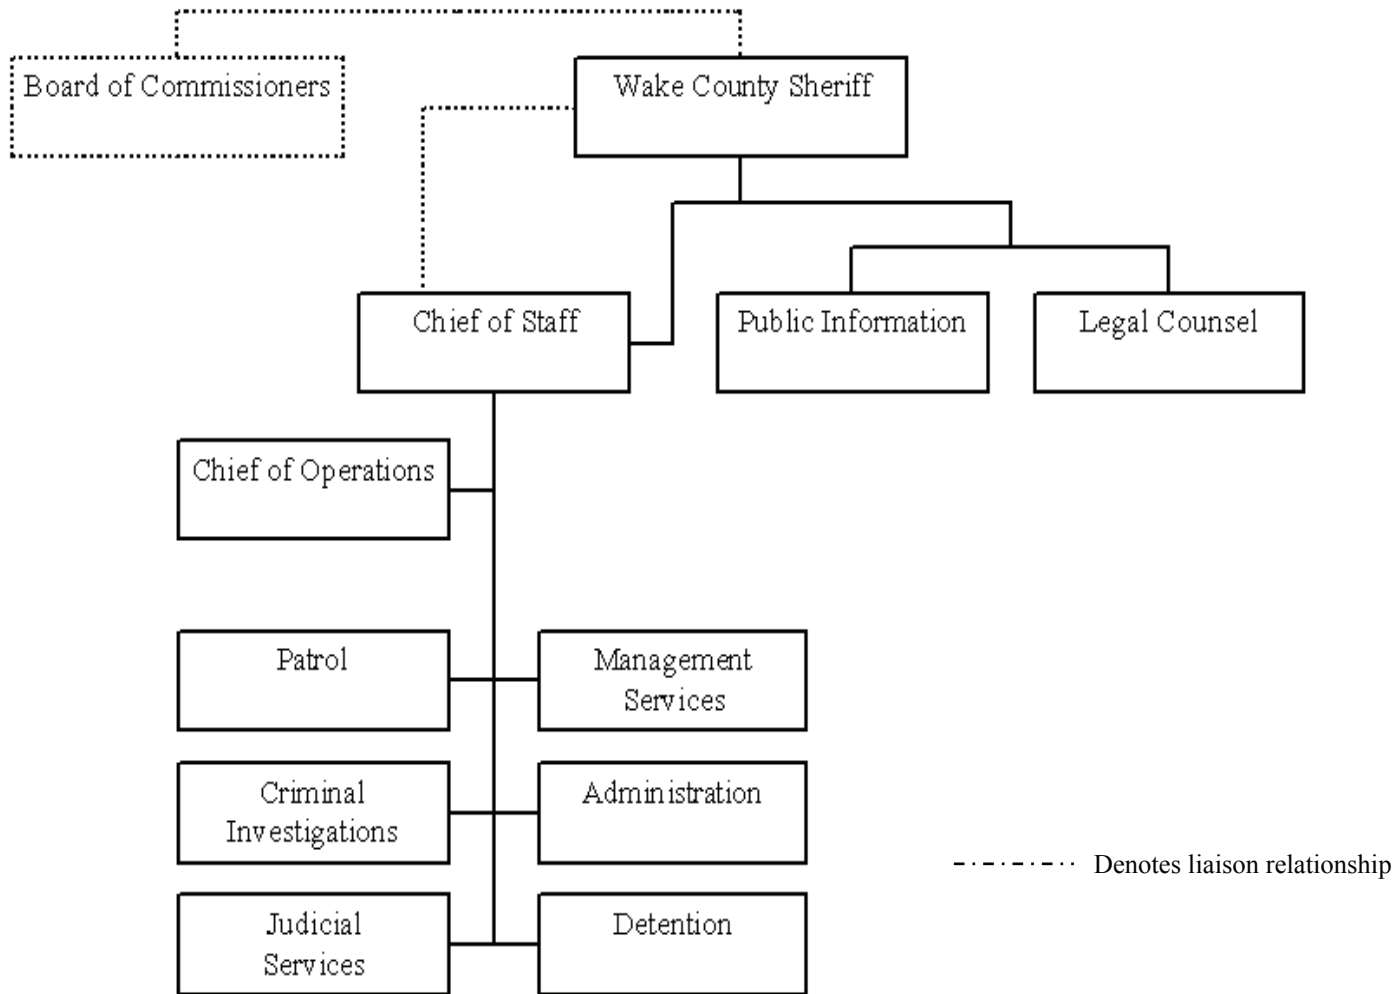 Board of Commissioners
Wake County Sheriff
Chief of Staff
Public Information
Legal Counsel
Chief of Operations
Patrol
Management
Services
Criminal
Investigations
Administration
Denotes liaison relationship
Judicial
Services
Detention